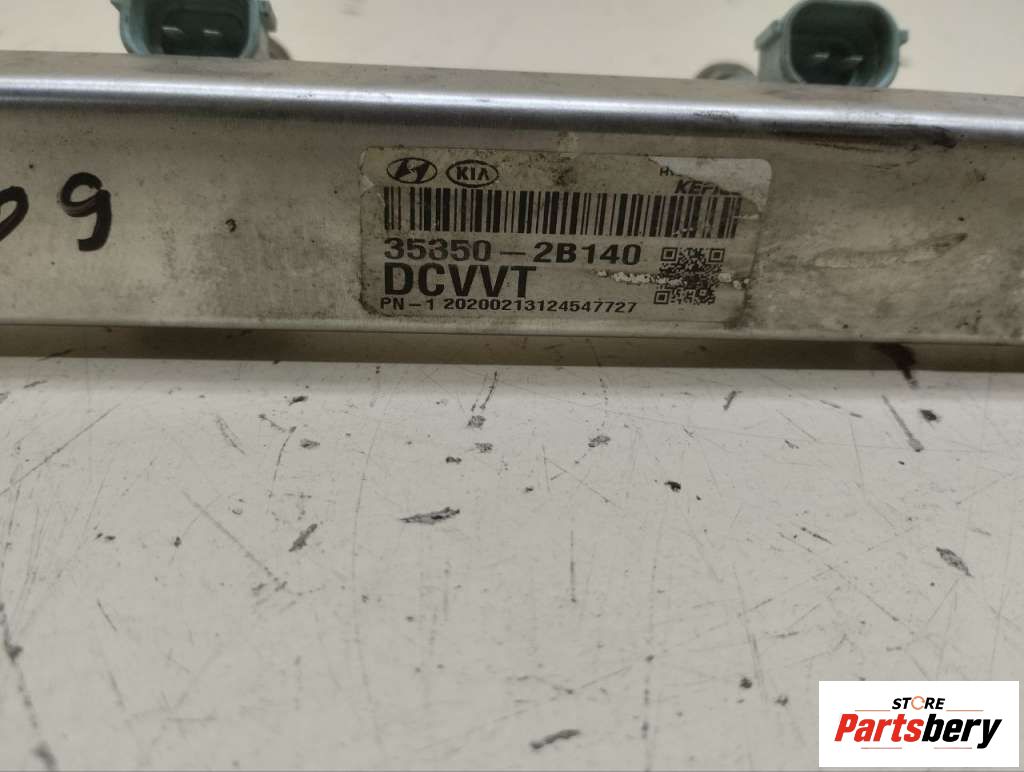 09
KIA
35350-2B140
DCVVT
PN-1 20200213124547727
STORE
Partsbery